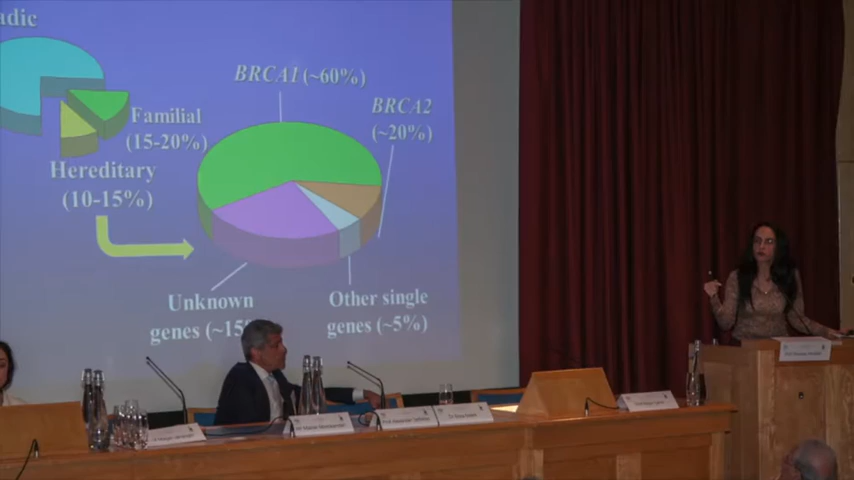 adic
BRCA1 (~60%)
BRCA2
(~20%)
Familial
(15-20%)
Hereditary
(10-15%)
Unknown
genes (~15
Other single
genes (~5%)